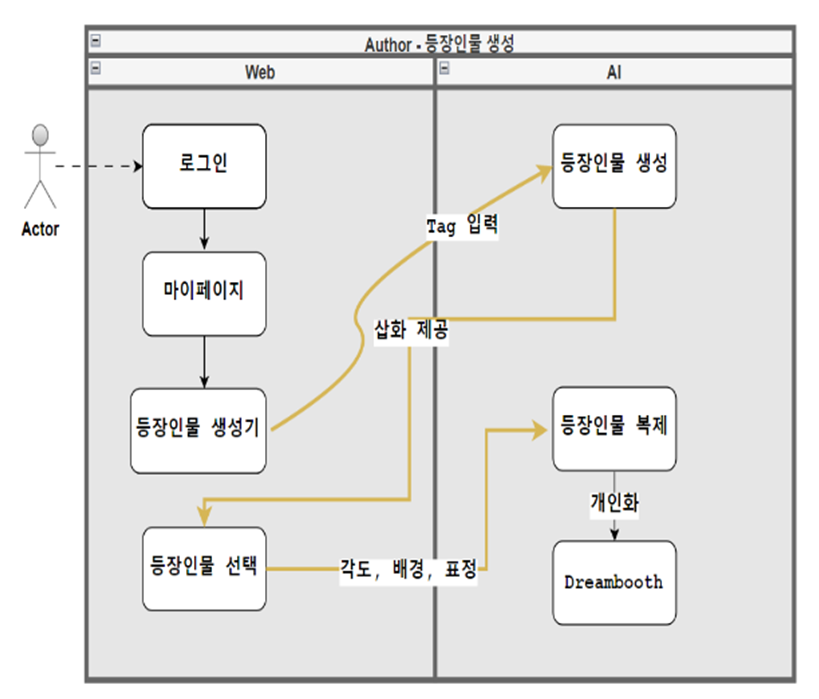 Author - 등장인물 생성
Web
AI
Actor
로그인
등장인물 생성
Tag 입력
마이페이지
삽화 제공
등장인물 생성기
등장인물 복제
개인화
등장인물 선택
각도, 배경, 표정
Dreambooth